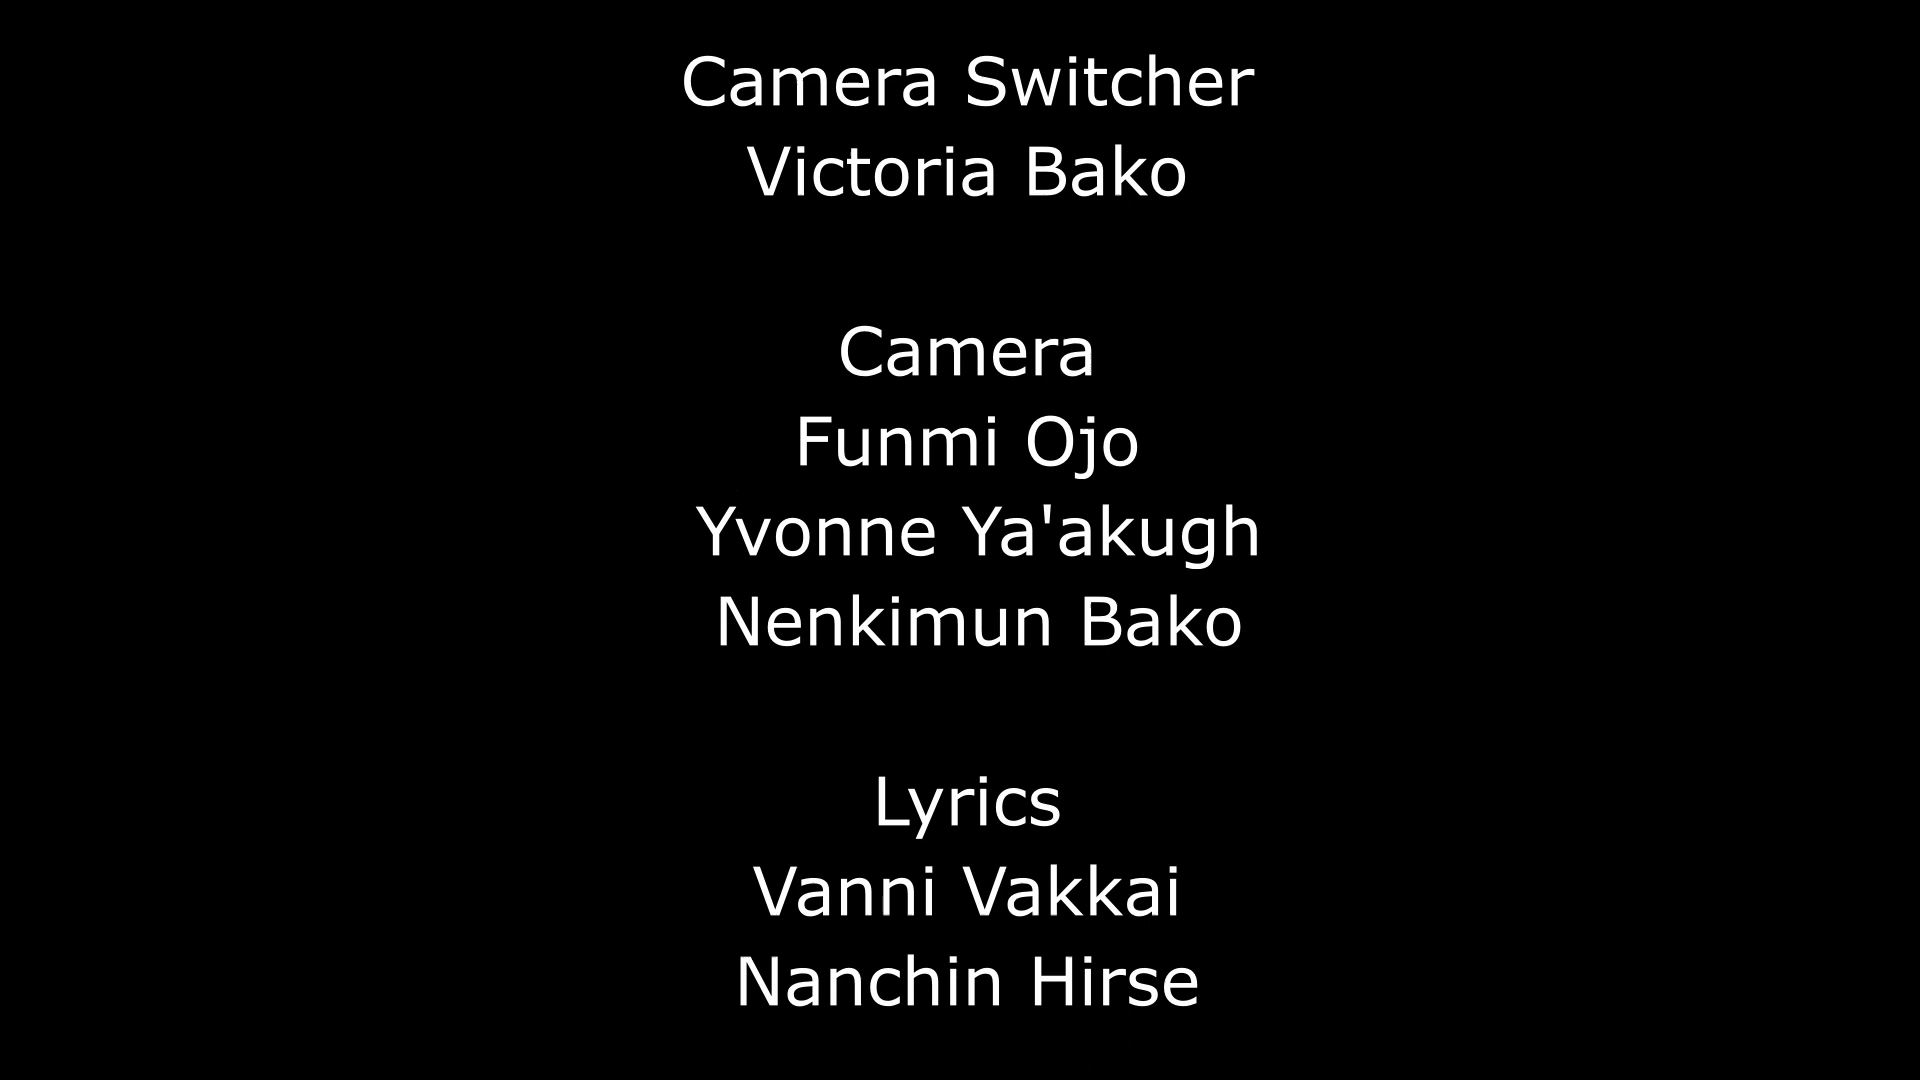 Camera Switcher
Victoria Bako
Camera
Funmi Ojo
Yvonne Ya'akugh
Nenkimun Bako
Lyrics
Vanni Vakkai
Nanchin Hirse